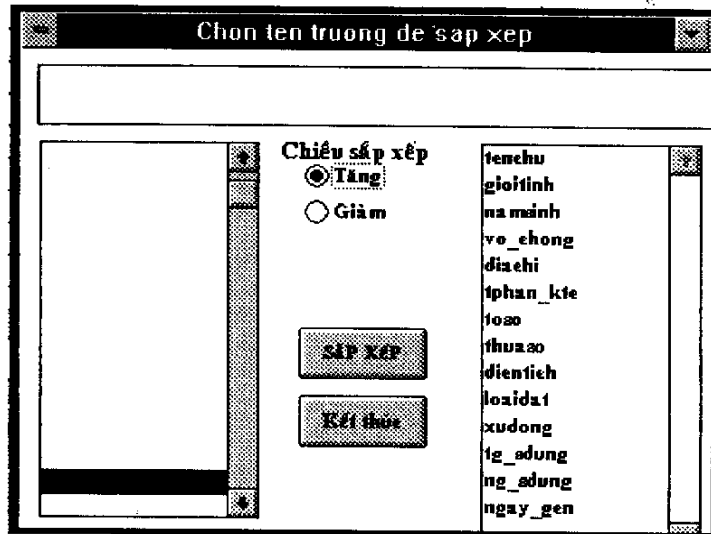 Chon ten truong de sap xep
Chiều sắp xếp
Tăng
Giảm
SẮP XẾP
Kết thúc
tenchu
gioitinh
namsinh
vo_chong
diachi
tphan_kte
toso
thuaso
dientich
loaidat
xudong
tg_sdung
ng_sdung
ngay_gen